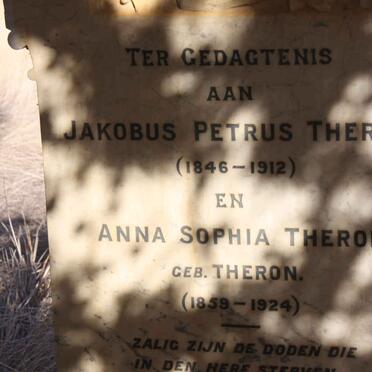 TER GEDAGTENIS
AAN
JAKOBUS PETRUS THER
(1846–1912)
EN
ANNA SOPHIA THERO
GEB. THERON.
(1859–1924)
ZALIG ZIJN DE DODEN DIE
IN DEN HERE STERVEN